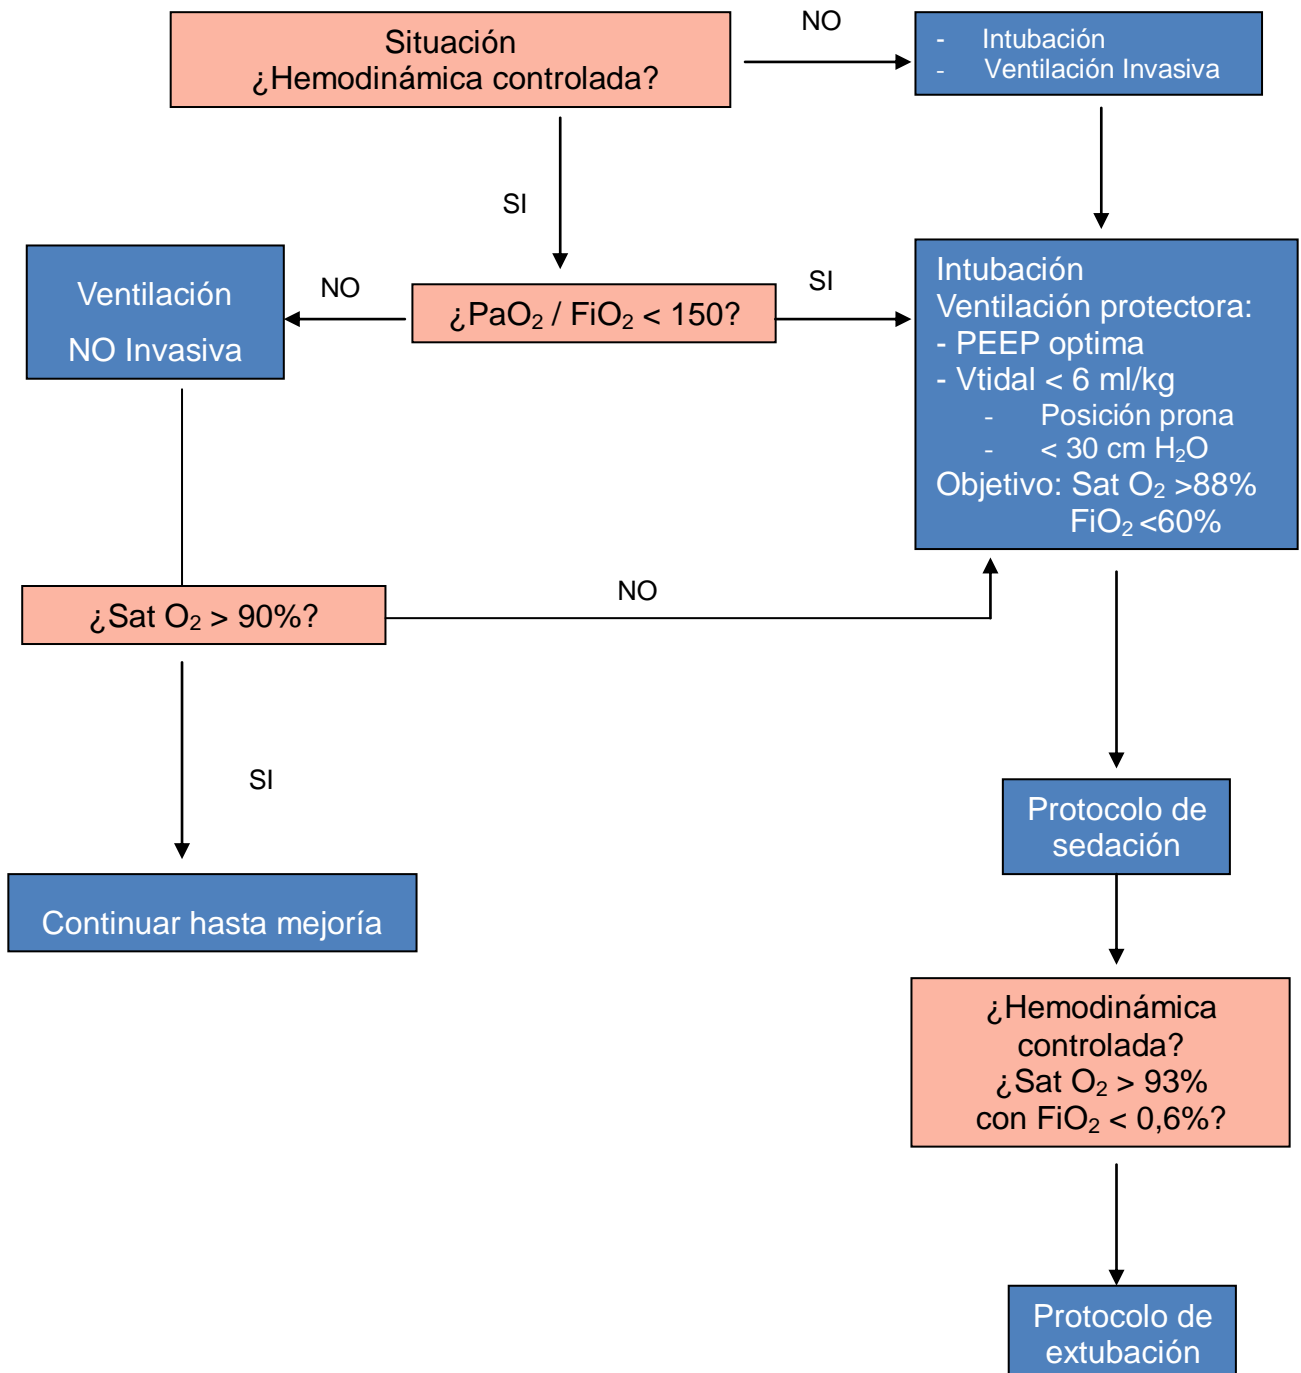 Situación
¿Hemodinámica controlada?
NO
- Intubación
- Ventilación Invasiva
SI
Ventilación
NO Invasiva
NO
¿PaO₂ / FiO₂ < 150?
SI
Intubación
Ventilación protectora:
- PEEP optima
- Vtidal < 6 ml/kg
- Posición prona
- < 30 cm H₂O
Objetivo: Sat O₂ >88%
FiO₂ <60%
¿Sat O₂ > 90%?
NO
SI
Continuar hasta mejoría
Protocolo de
sedación
¿Hemodinámica
controlada?
¿Sat O₂ > 93%
con FiO₂ < 0,6%?
Protocolo de
extubación